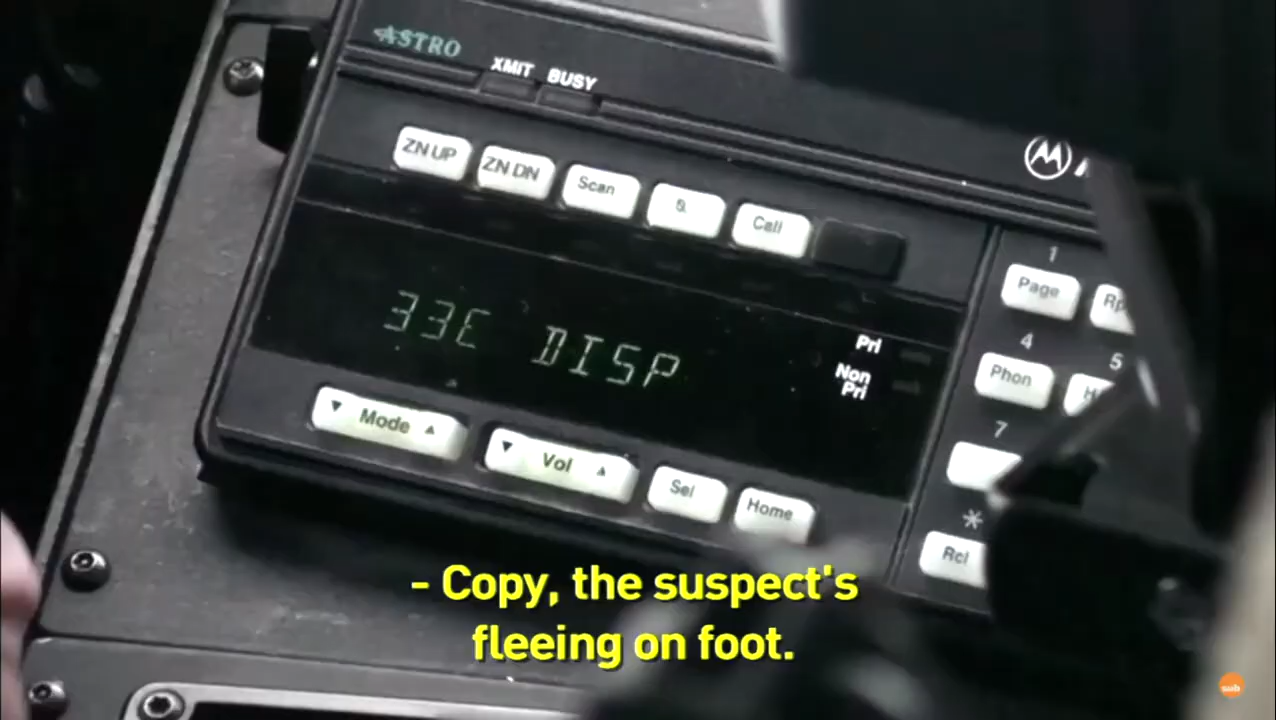 ASTRO
XMIT BUSY
ZN UP ZN DN Scan S. Call
33E DISP
Pri
Non
Pri
Mode
Vol
Sel
Home
1
Page
4
5
Phon
7
*
Rcl
- Copy, the suspect's
fleeing on foot.
sub